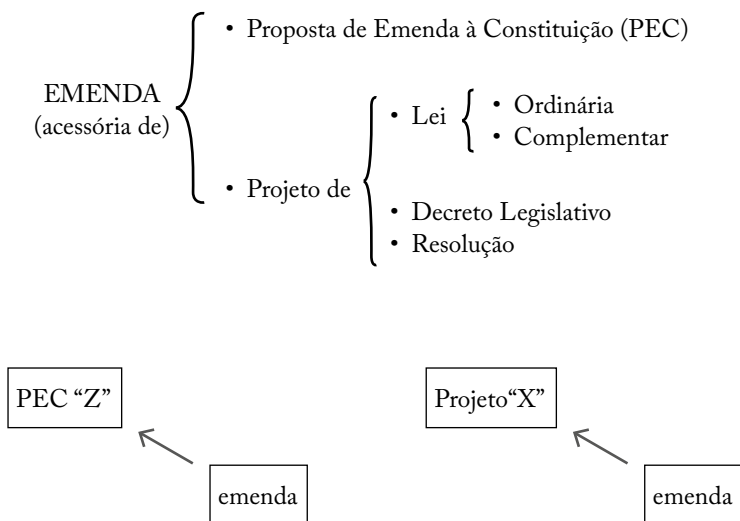 • Proposta de Emenda à Constituição (PEC)
EMENDA
(acessória de)
• Projeto de
• Lei
• Ordinária
• Complementar
• Decreto Legislativo
• Resolução
PEC “Z”
emenda
Projeto“X”
emenda